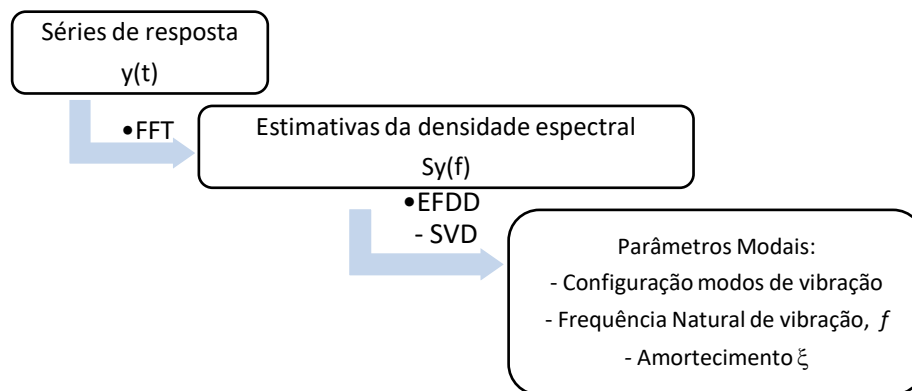 Séries de resposta
y(t)
•FFT
Estimativas da densidade espectral
Sy(f)
•EFDD
- SVD
Parâmetros Modais:
- Configuração modos de vibração
- Frequência Natural de vibração, f
- Amortecimento ξ